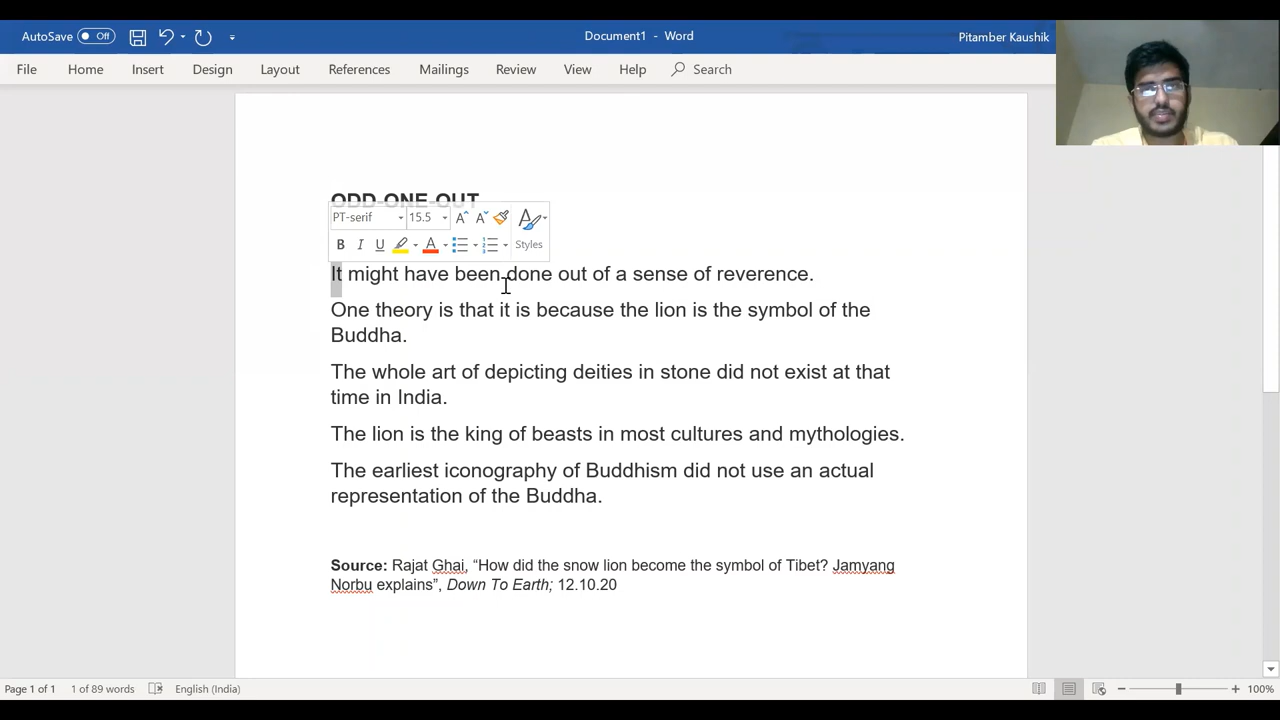 AutoSave Off Document1 - Word Pitamber Kaushik
File Home Insert Design Layout References Mailings Review View Help Search
ODD-ONE-OUT
PT-serif 15.5 A A A
B I U A Styles
It might have been done out of a sense of reverence.
One theory is that it is because the lion is the symbol of the
Buddha.
The whole art of depicting deities in stone did not exist at that
time in India.
The lion is the king of beasts in most cultures and mythologies.
The earliest iconography of Buddhism did not use an actual
representation of the Buddha.
Source: Rajat Ghai, “How did the snow lion become the symbol of Tibet? Jamyang
Norbu explains”, Down To Earth; 12.10.20
Page 1 of 1 1 of 89 words English (India) 100%